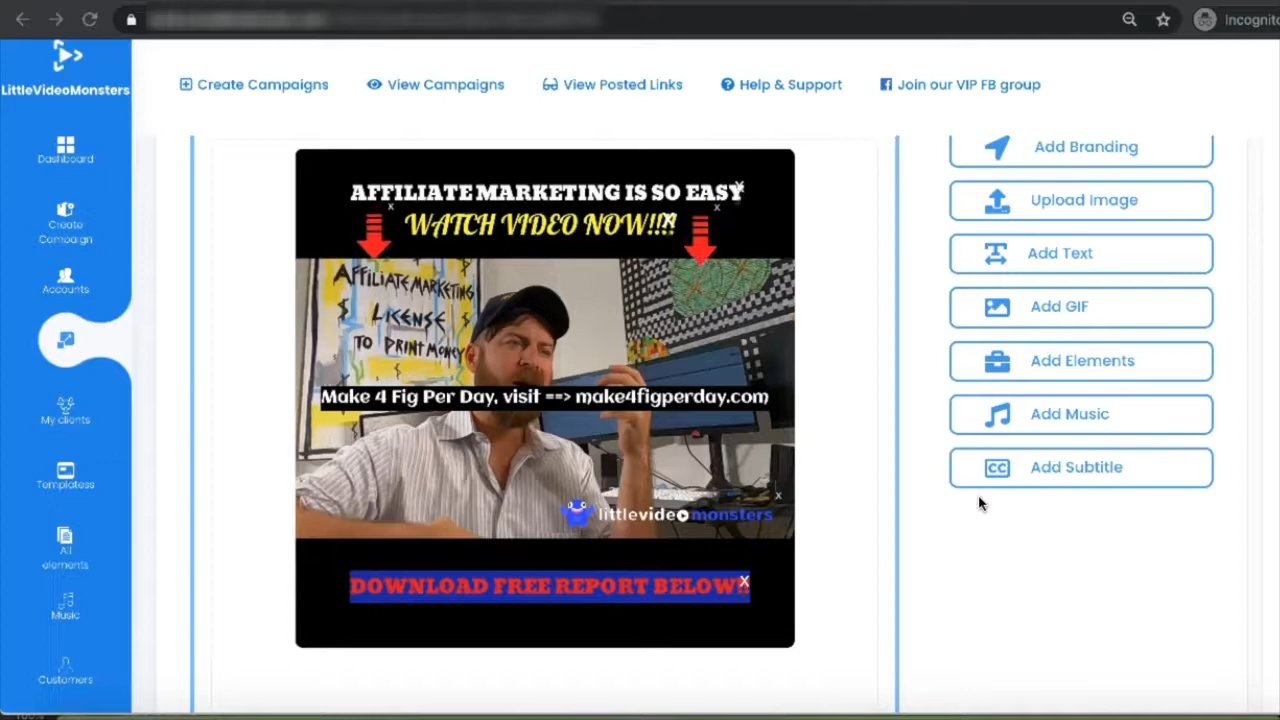 Incognito
LittleVideoMonsters
Create Campaigns
View Campaigns
View Posted Links
Help & Support
Join our VIP FB group
Dashboard
Create
Campaign
Accounts
My clients
Templatess
All
elements
Music
Customers
AFFILIATE MARKETING IS SO EASY
x
x
x
WATCH VIDEO NOW!!!!
x
AFFILIATE MARKETING
$ LICENSE $
TO PRINT MONEY
Make 4 Fig Per Day, visit ==> make4figperday.com
x
littlevideomonsters
DOWNLOAD FREE REPORT BELOW!!
x
Add Branding
Upload Image
Add Text
Add GIF
Add Elements
Add Music
CC Add Subtitle
100%